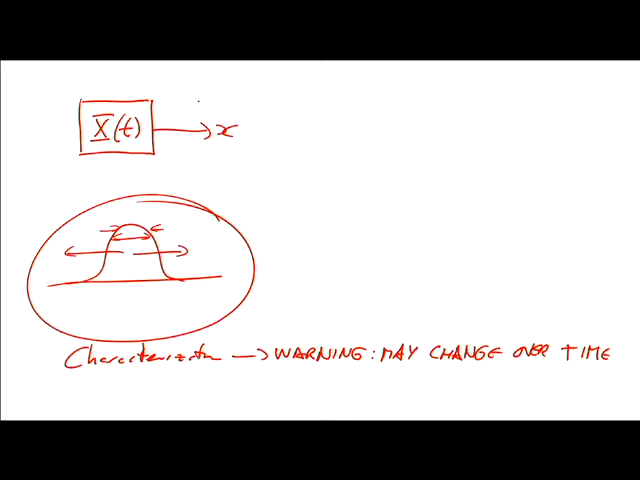 X(t) → x
Characterization → WARNING: MAY CHANGE OVER TIME